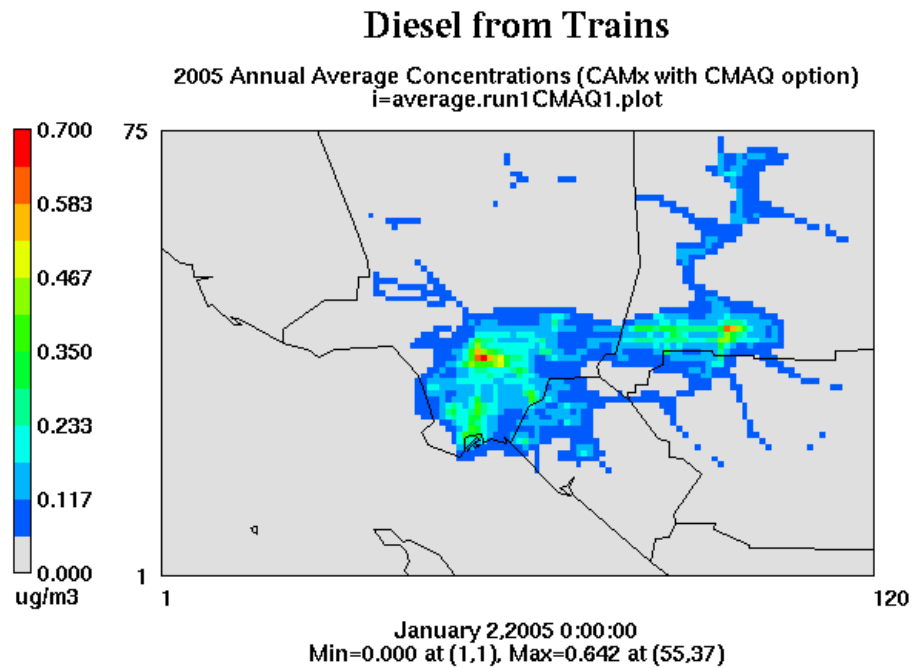 Diesel from Trains
2005 Annual Average Concentrations (CAMx with CMAQ option)
i=average.run1CMAQ1.plot
0.700
0.583
0.467
0.350
0.233
0.117
0.000
ug/m3
75
1
1
120
January 2,2005 0:00:00
Min=0.000 at (1,1), Max=0.642 at (55,37)